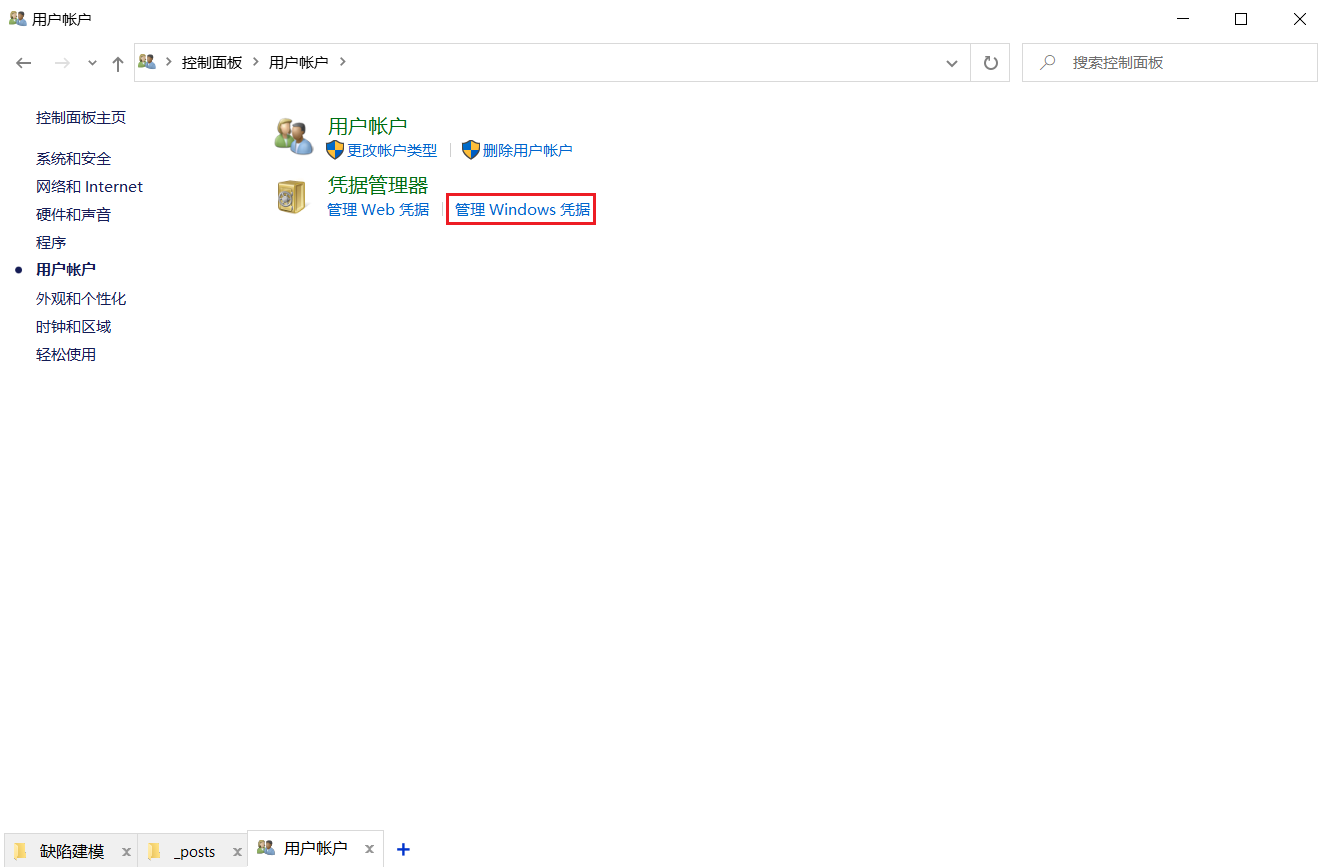 用户帐户
控制面板 用户帐户
搜索控制面板
控制面板主页
系统和安全
网络和 Internet
硬件和声音
程序
用户帐户
外观和个性化
时钟和区域
轻松使用
用户帐户
更改帐户类型 删除用户帐户
凭据管理器
管理 Web 凭据 管理 Windows 凭据
缺陷建模 _posts 用户帐户